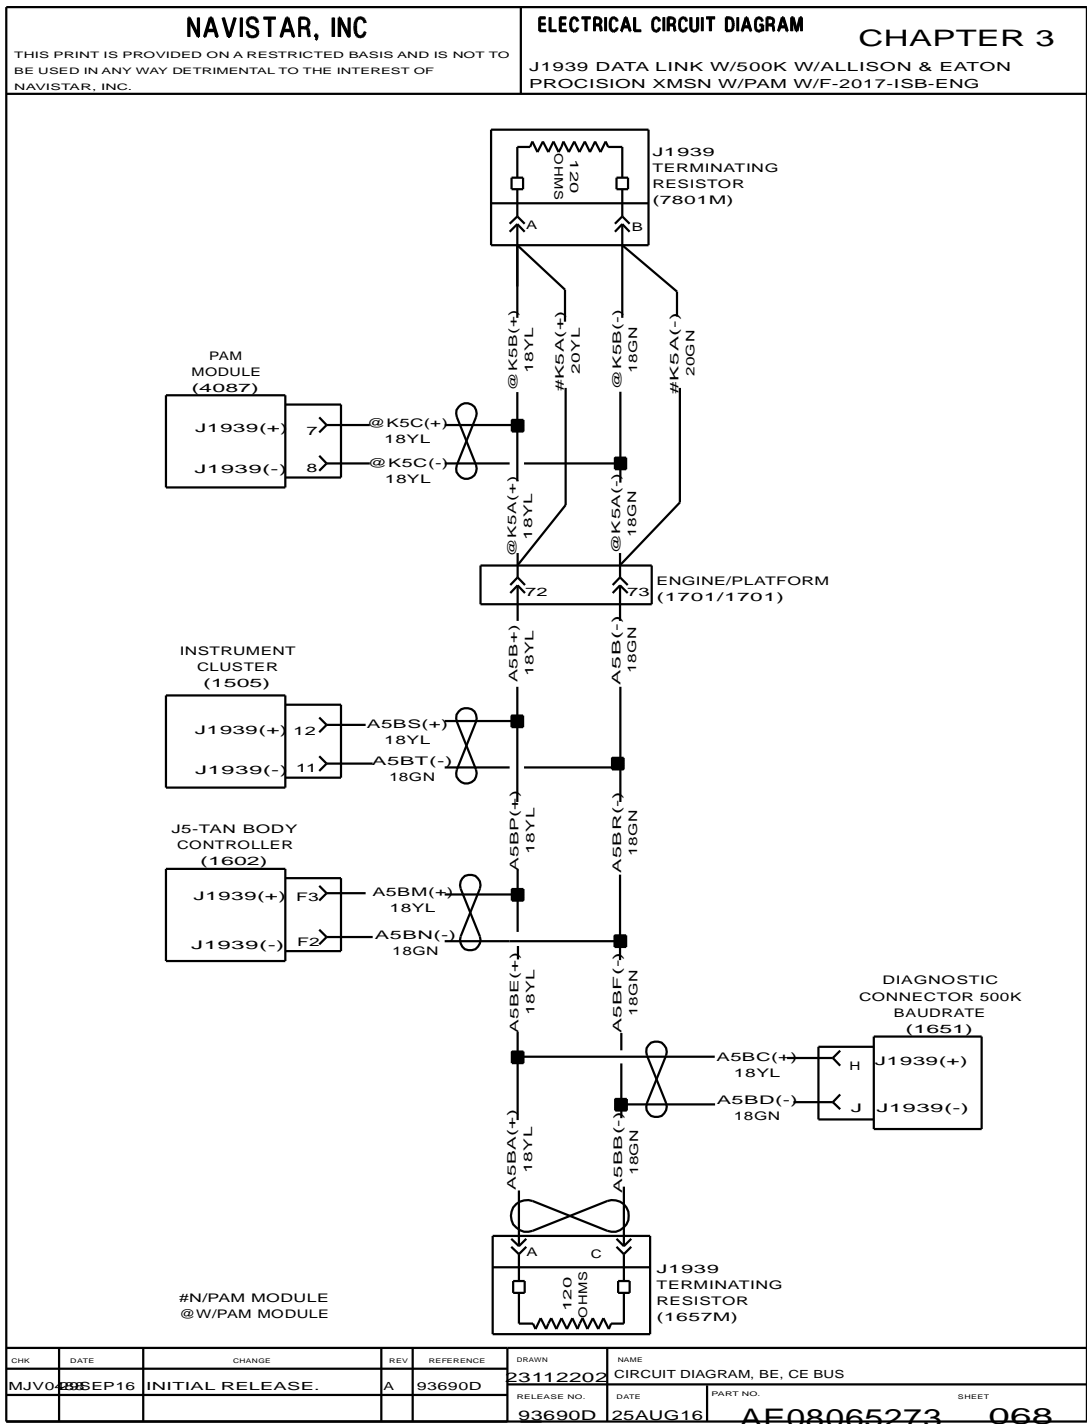 NAVISTAR, INC
THIS PRINT IS PROVIDED ON A RESTRICTED BASIS AND IS NOT TO
BE USED IN ANY WAY DETRIMENTAL TO THE INTEREST OF
NAVISTAR, INC.
ELECTRICAL CIRCUIT DIAGRAM
CHAPTER 3
J1939 DATA LINK W/500K W/ALLISON & EATON
PROCISION XMSN W/PAM W/F-2017-ISB-ENG
120
OHMS
A
B
J1939
TERMINATING
RESISTOR
(7801M)
@K5B(+)
18YL
#K5A(+)
20YL
@K5B(-)
18GN
#K5A(-)
20GN
PAM
MODULE
(4087)
J1939(+)
7
@K5C(+)
18YL
J1939(-)
8
@K5C(-)
18YL
@K5A(+)
18YL
@K5A(-)
18GN
72
73
ENGINE/PLATFORM
(1701/1701)
A5B+)
18YL
A5B(-)
18GN
INSTRUMENT
CLUSTER
(1505)
J1939(+)
12
A5BS(+)
18YL
J1939(-)
11
A5BT(-)
18GN
A5BP(+)
18YL
A5BR(-)
18GN
J5-TAN BODY
CONTROLLER
(1602)
J1939(+)
F3
A5BM(+)
18YL
J1939(-)
F2
A5BN(-)
18GN
A5BE(+)
18YL
A5BF(-)
18GN
DIAGNOSTIC
CONNECTOR 500K
BAUDRATE
(1651)
A5BC(+)
18YL
H
J1939(+)
A5BD(-)
18GN
J
J1939(-)
A5BA(+)
18YL
A5BB(-)
18GN
A
C
120
OHMS
J1939
TERMINATING
RESISTOR
(1657M)
#N/PAM MODULE
@W/PAM MODULE
CHK DATE CHANGE REV REFERENCE
INITIAL RELEASE. A 93690D
DRAWN
23112202
NAME
CIRCUIT DIAGRAM, BE, CE BUS
RELEASE NO.
93690D
DATE
25AUG16
PART NO.
AF08065273
SHEET
068